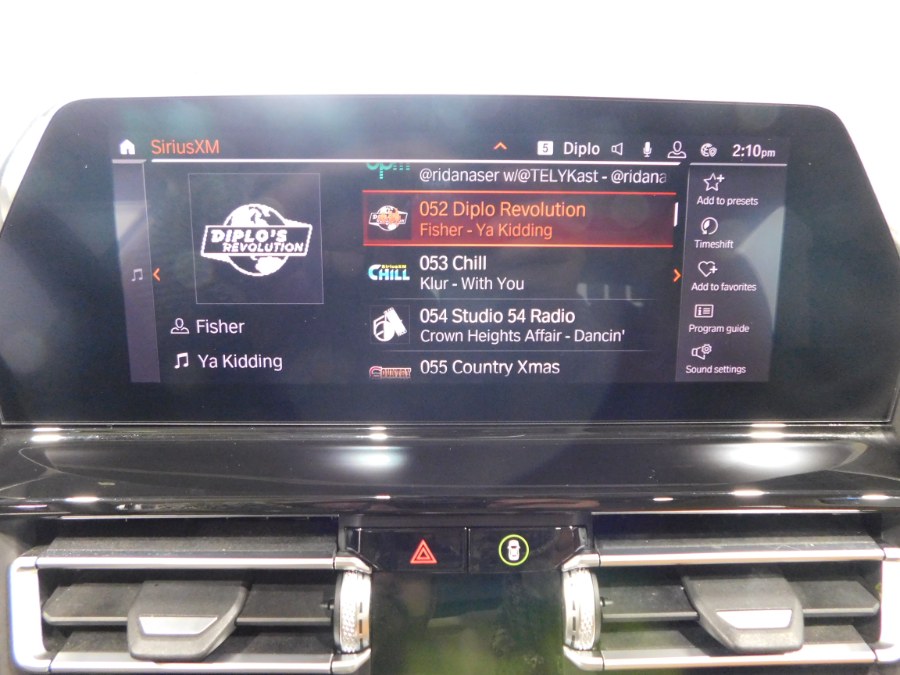 SiriusXM
5 Diplo 2:10pm
DIPLO'S
REVOLUTION
Fisher
Ya Kidding
@ridanaser w/@TELYKast - @ridana
052 Diplo Revolution
Fisher - Ya Kidding
SiriusXM
CHILL
053 Chill
Klur - With You
054 Studio 54 Radio
Crown Heights Affair - Dancin'
COUNTRY
055 Country Xmas
Add to presets
Timeshift
Add to favorites
Program guide
Sound settings